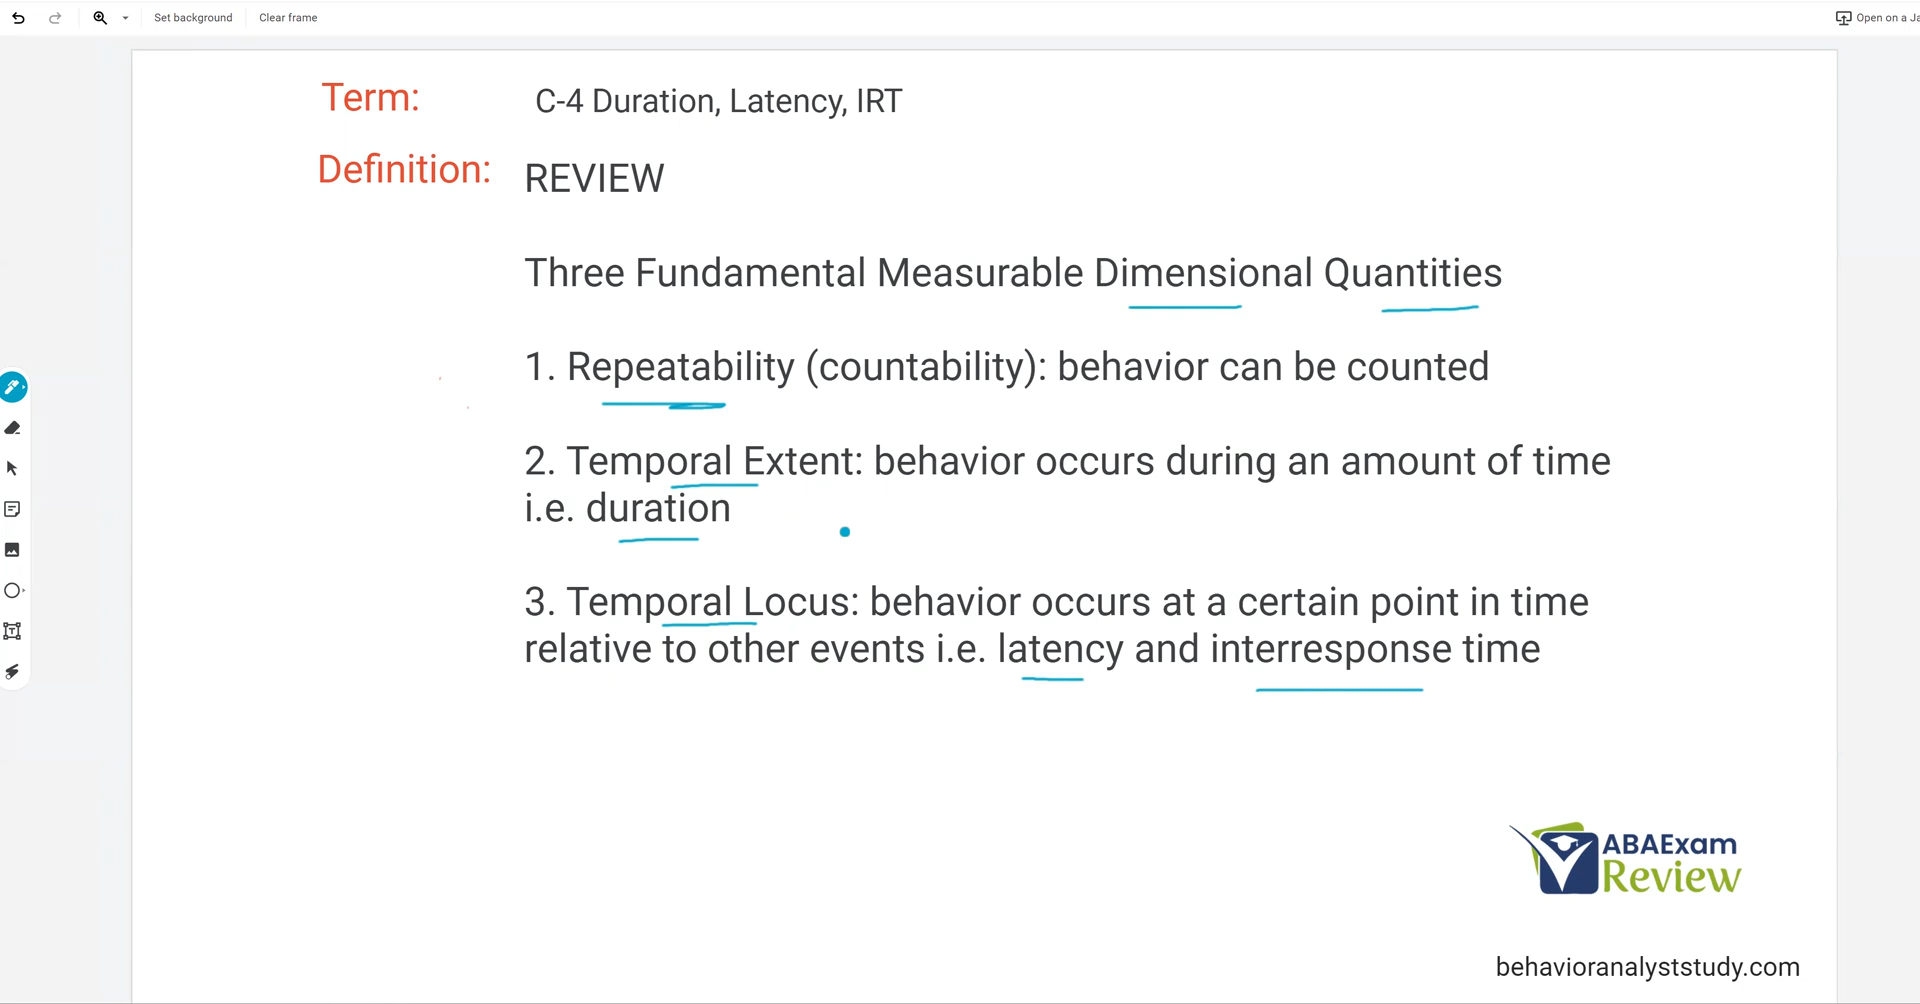 Set background
Clear frame
Open on a Ja
Term:
C-4 Duration, Latency, IRT
Definition:
REVIEW
Three Fundamental Measurable Dimensional Quantities
1. Repeatability (countability): behavior can be counted
2. Temporal Extent: behavior occurs during an amount of time
i.e. duration
3. Temporal Locus: behavior occurs at a certain point in time
relative to other events i.e. latency and interresponse time
ABAExam
Review
behavioranalyststudy.com